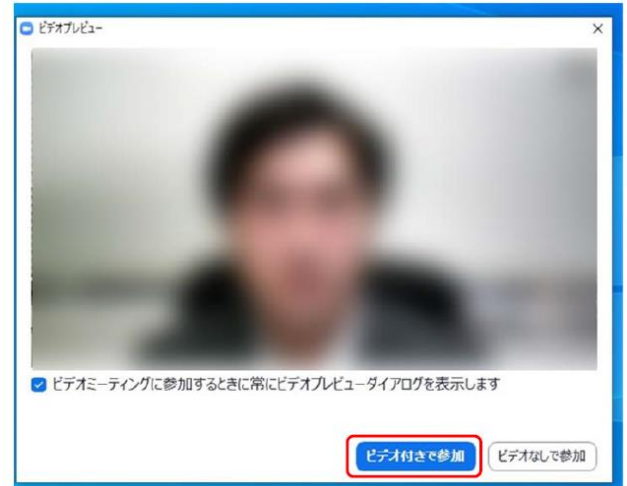 ビデオプレビュー
ビデオミーティングに参加するときに常にビデオプレビューダイアログを表示します
ビデオ付きで参加
ビデオなしで参加